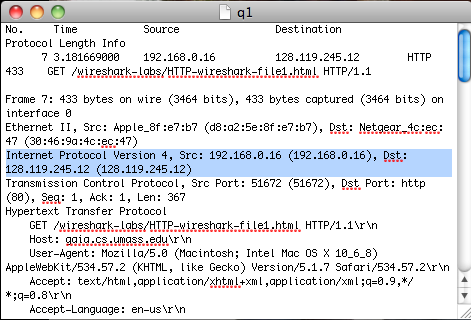 q1
No. Time Source Destination
Protocol Length Info
7 3.181669000 192.168.0.16 128.119.245.12 HTTP
433 GET /wireshark-labs/HTTP-wireshark-file1.html HTTP/1.1
Frame 7: 433 bytes on wire (3464 bits), 433 bytes captured (3464 bits) on
interface 0
Ethernet II, Src: Apple_8f:e7:b7 (d8:a2:5e:8f:e7:b7), Dst: Netgear_4c:ec:
47 (30:46:9a:4c:ec:47)
Internet Protocol Version 4, Src: 192.168.0.16 (192.168.0.16), Dst:
128.119.245.12 (128.119.245.12)
Transmission Control Protocol, Src Port: 51672 (51672), Dst Port: http
(80), Seq: 1, Ack: 1, Len: 367
Hypertext Transfer Protocol
GET /wireshark-labs/HTTP-wireshark-file1.html HTTP/1.1\r\n
Host: gaia.cs.umass.edu\r\n
User-Agent: Mozilla/5.0 (Macintosh; Intel Mac OS X 10_6_8)
AppleWebKit/534.57.2 (KHTML, like Gecko) Version/5.1.7 Safari/534.57.2\r\n
Accept: text/html,application/xhtml+xml,application/xml;q=0.9,*/
*;q=0.8\r\n
Accept-Language: en-us\r\n